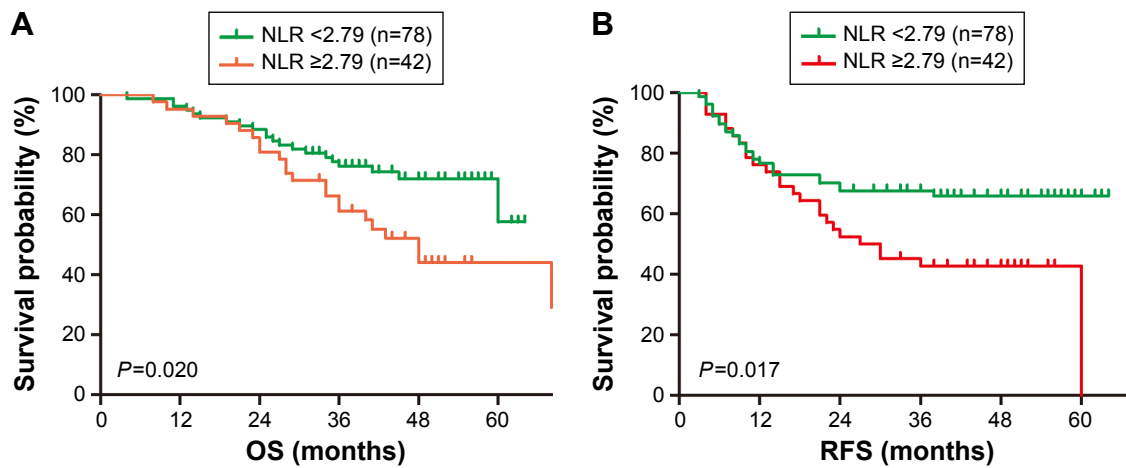 A
NLR <2.79 (n=78)
NLR ≥2.79 (n=42)
Survival probability (%)
100
80
60
40
20
0
P=0.020
0 12 24 36 48 60
OS (months)
B
NLR <2.79 (n=78)
NLR ≥2.79 (n=42)
Survival probability (%)
100
80
60
40
20
0
P=0.017
0 12 24 36 48 60
RFS (months)